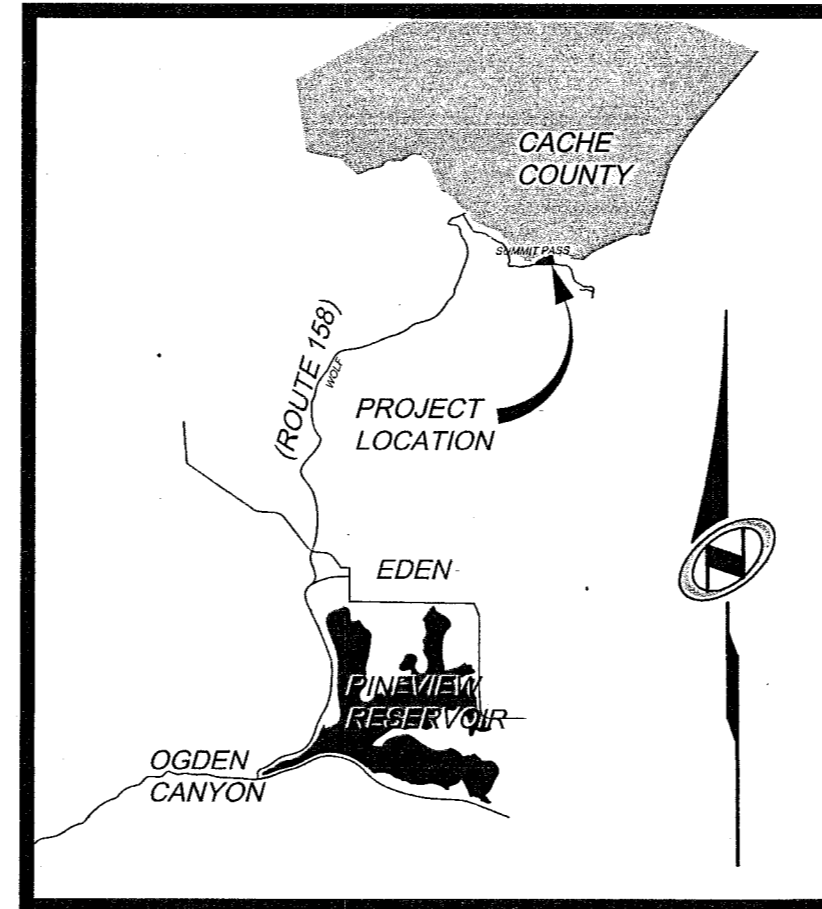 CACHE
COUNTY
SUMMIT PASS
(ROUTE 158)
WOLF
PROJECT
LOCATION
N
EDEN
PINEVIEW
RESERVOIR
OGDEN
CANYON